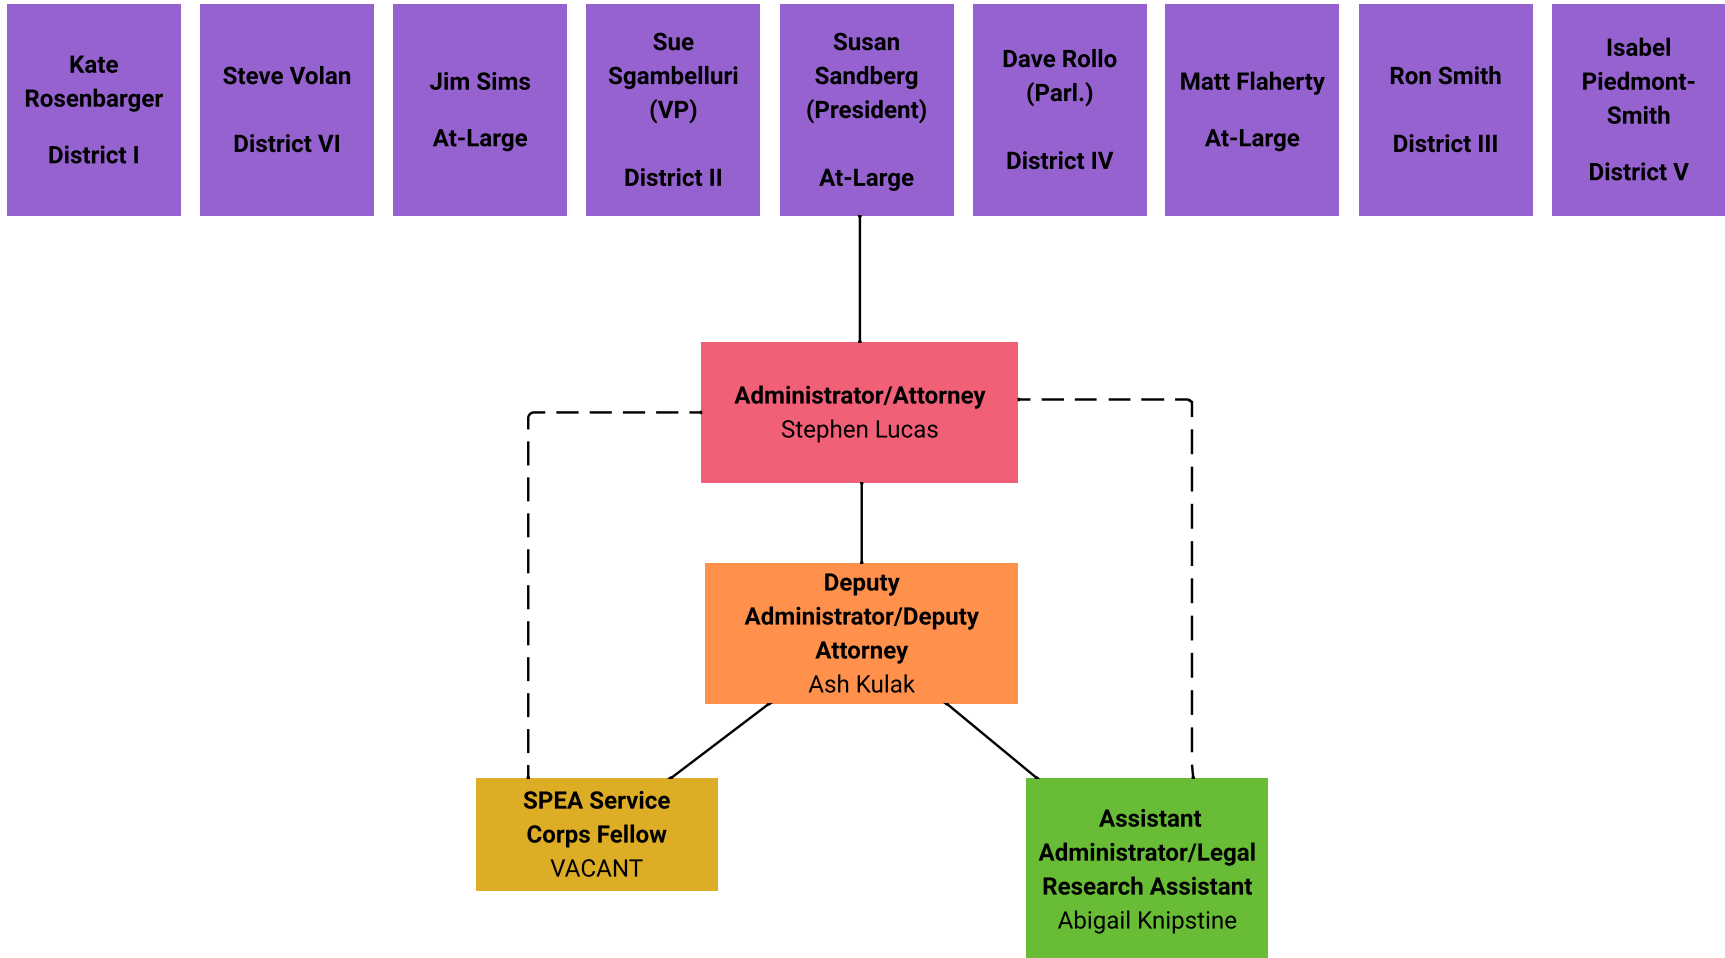 Kate
Rosenbarger
District I
Steve Volan
District VI
Jim Sims
At-Large
Sue
Sgambelluri
(VP)
District II
Susan
Sandberg
(President)
At-Large
Dave Rollo
(Parl.)
District IV
Matt Flaherty
At-Large
Ron Smith
District III
Isabel
Piedmont-
Smith
District V
Administrator/Attorney
Stephen Lucas
Deputy
Administrator/Deputy
Attorney
Ash Kulak
SPEA Service
Corps Fellow
VACANT
Assistant
Administrator/Legal
Research Assistant
Abigail Knipstine